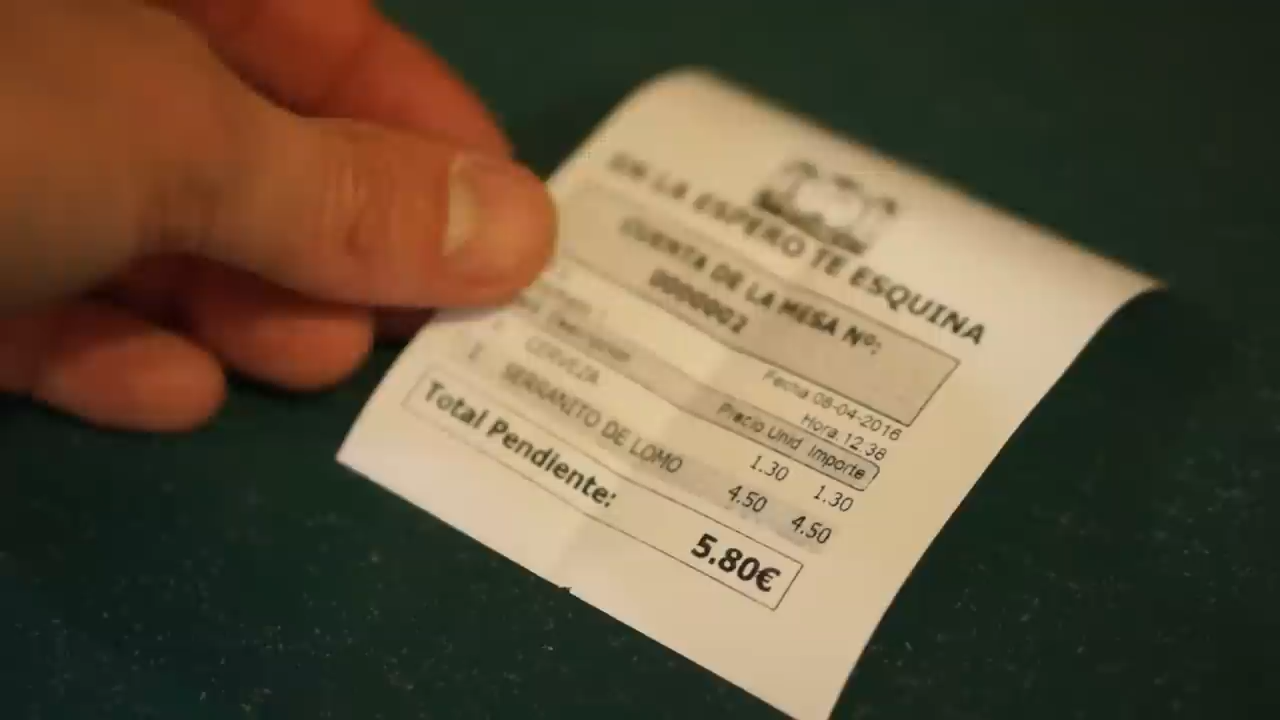 EN LA ESPERO TE ESQUINA
CUENTA DE LA MESA Nº:
0000002
Fecha:08-04-2016
Hora:12:38
Precio Unid Importe
CERVEZA 1.30 1.30
SERRANITO DE LOMO 4.50 4.50
Total Pendiente: 5.80€